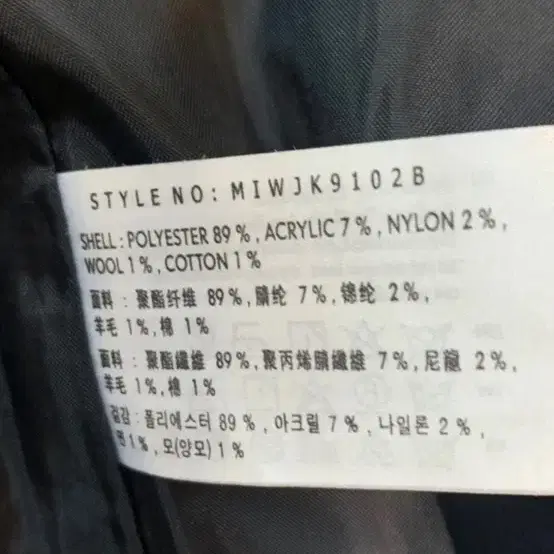 STYLE NO: MIWJK9102B
SHELL: POLYESTER 89%, ACRYLIC 7%, NYLON 2%,
WOOL 1%, COTTON 1%
面料: 聚酯纤维 89%, 腈纶 7%, 锦纶 2%,
羊毛 1%, 棉 1%
面料: 聚酯纖維 89%, 聚丙烯腈纖維 7%, 尼龍 2%,
羊毛 1%, 棉 1%
겉감: 폴리에스터 89%, 아크릴 7%, 나일론 2%,
면 1%, 모(양모) 1%